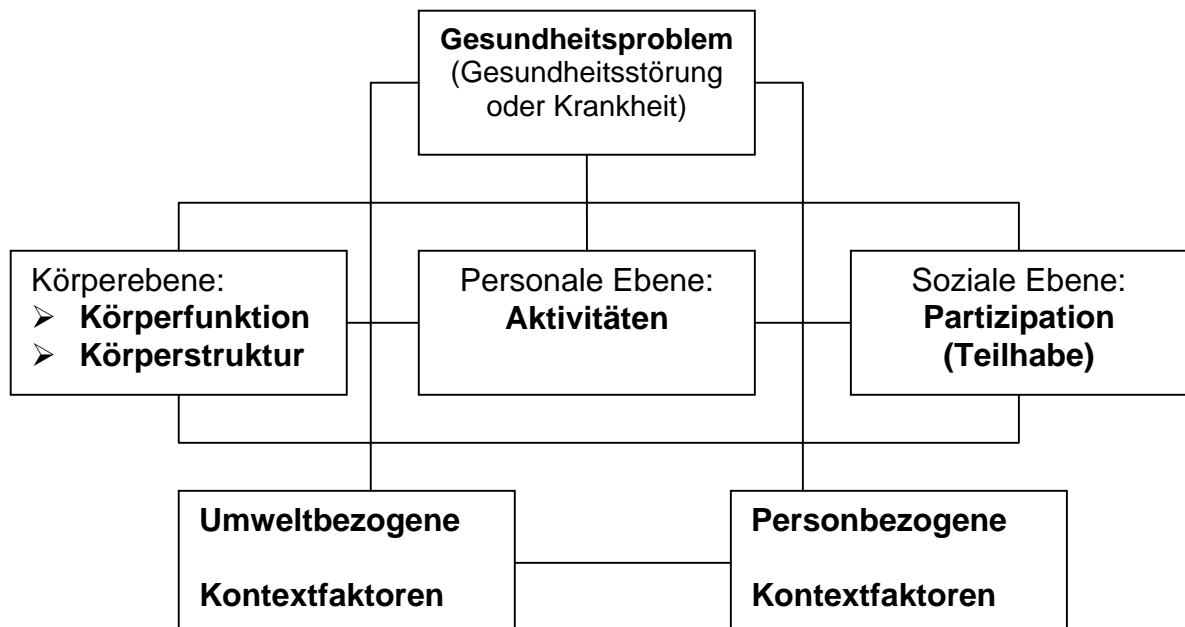 Gesundheitsproblem
(Gesundheitsstörung
oder Krankheit)
Körperebene:
➢ Körperfunktion
➢ Körperstruktur
Personale Ebene:
Aktivitäten
Soziale Ebene:
Partizipation
(Teilhabe)
Umweltbezogene
Kontextfaktoren
Personbezogene
Kontextfaktoren